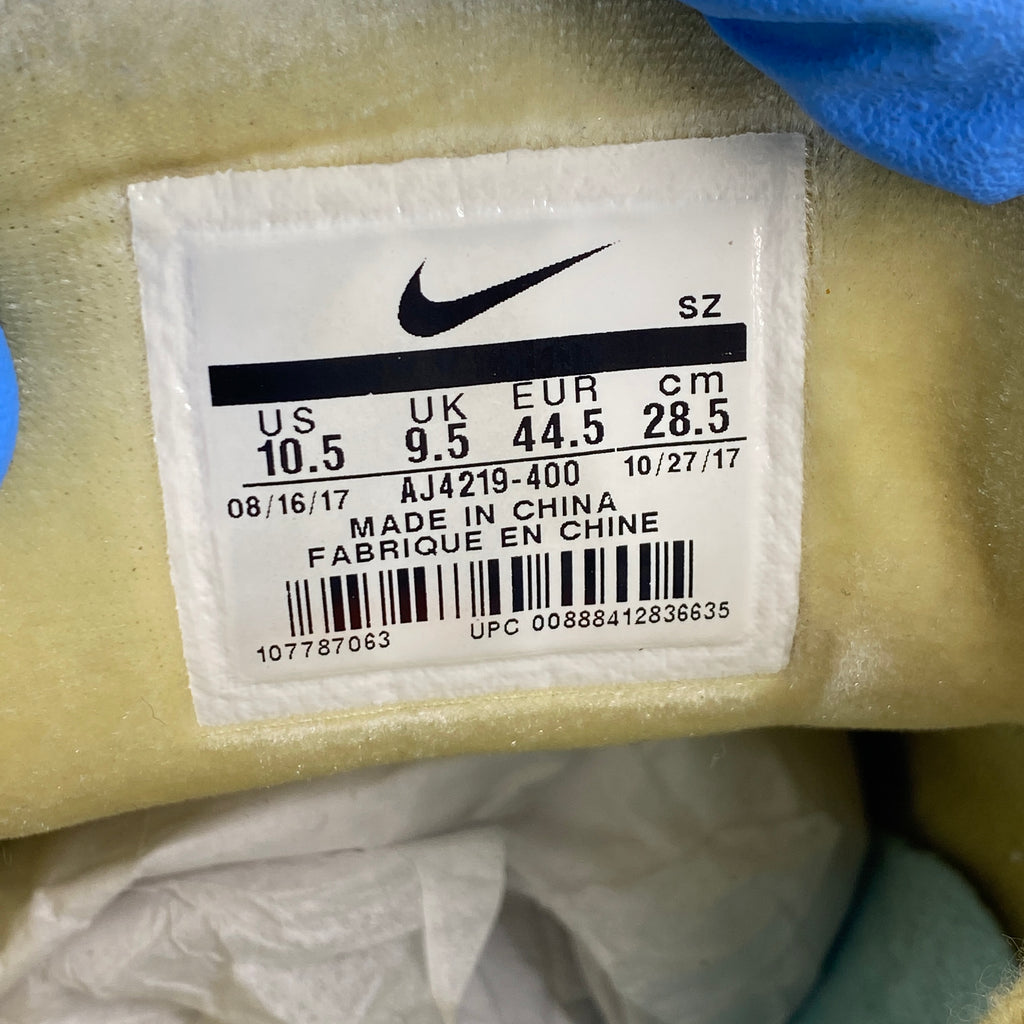 SZ
US UK EUR cm
10.5 9.5 44.5 28.5
08/16/17 AJ4219-400 10/27/17
MADE IN CHINA
FABRIQUE EN CHINE
107787063 UPC 00888412836635